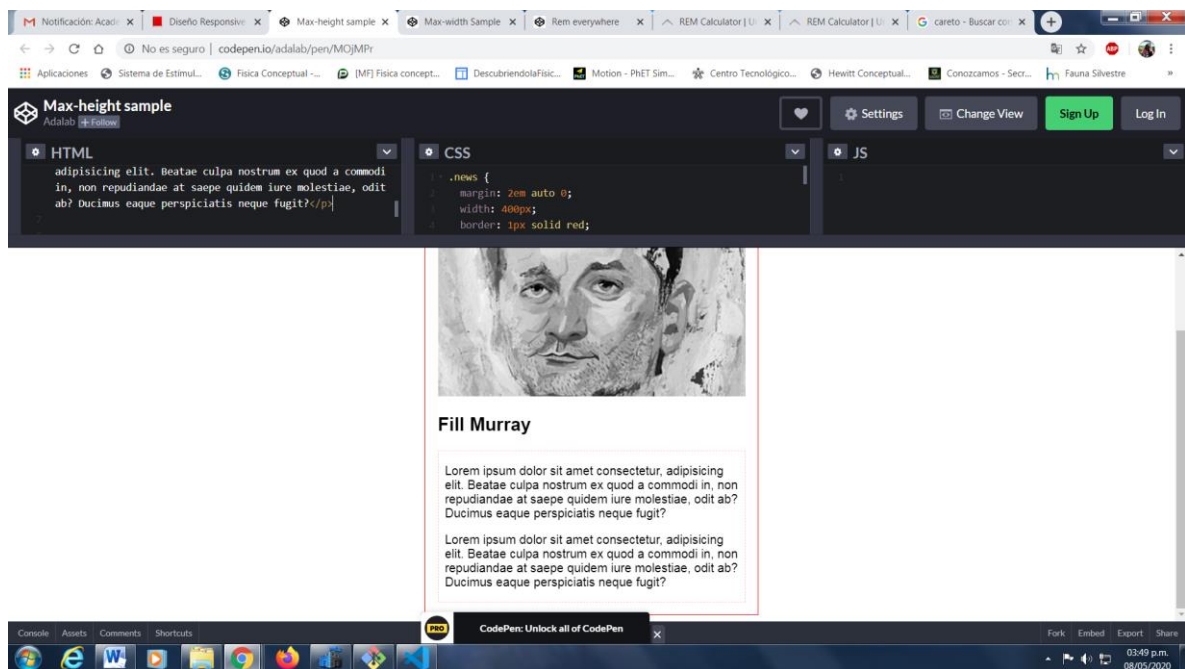 Notificación: Acad
Diseño Responsive
Max-height sample
Max-width Sample
Rem everywhere
REM Calculator | U
REM Calculator | U
careto - Buscar co
No es seguro | codepen.io/adalab/pen/MOjMPr
Aplicaciones
Sistema de Estímul...
Fisica Conceptual -...
[MF] Fisica concept...
DescubriendolaFísic...
Motion - PhET Sim...
Centro Tecnológico...
Hewitt Conceptual...
Conozcamos - Secr...
Fauna Silvestre
Max-height sample
Adalab + Follow
Settings
Change View
Sign Up
Log In
HTML
adipisicing elit. Beatae culpa nostrum ex quod a commodi
in, non repudiandae at saepe quidem iure molestiae, odit
ab? Ducimus eaque perspiciatis neque fugit?</p>
2
CSS
1 .news {
2 margin: 2em auto 0;
3 width: 400px;
4 border: 1px solid red;
JS
1
Fill Murray
Lorem ipsum dolor sit amet consectetur, adipisicing
elit. Beatae culpa nostrum ex quod a commodi in, non
repudiandae at saepe quidem iure molestiae, odit ab?
Ducimus eaque perspiciatis neque fugit?
Lorem ipsum dolor sit amet consectetur, adipisicing
elit. Beatae culpa nostrum ex quod a commodi in, non
repudiandae at saepe quidem iure molestiae, odit ab?
Ducimus eaque perspiciatis neque fugit?
Console Assets Comments Shortcuts
PRO CodePen: Unlock all of CodePen
Fork Embed Export Share
03:49 p.m.
08/05/2020